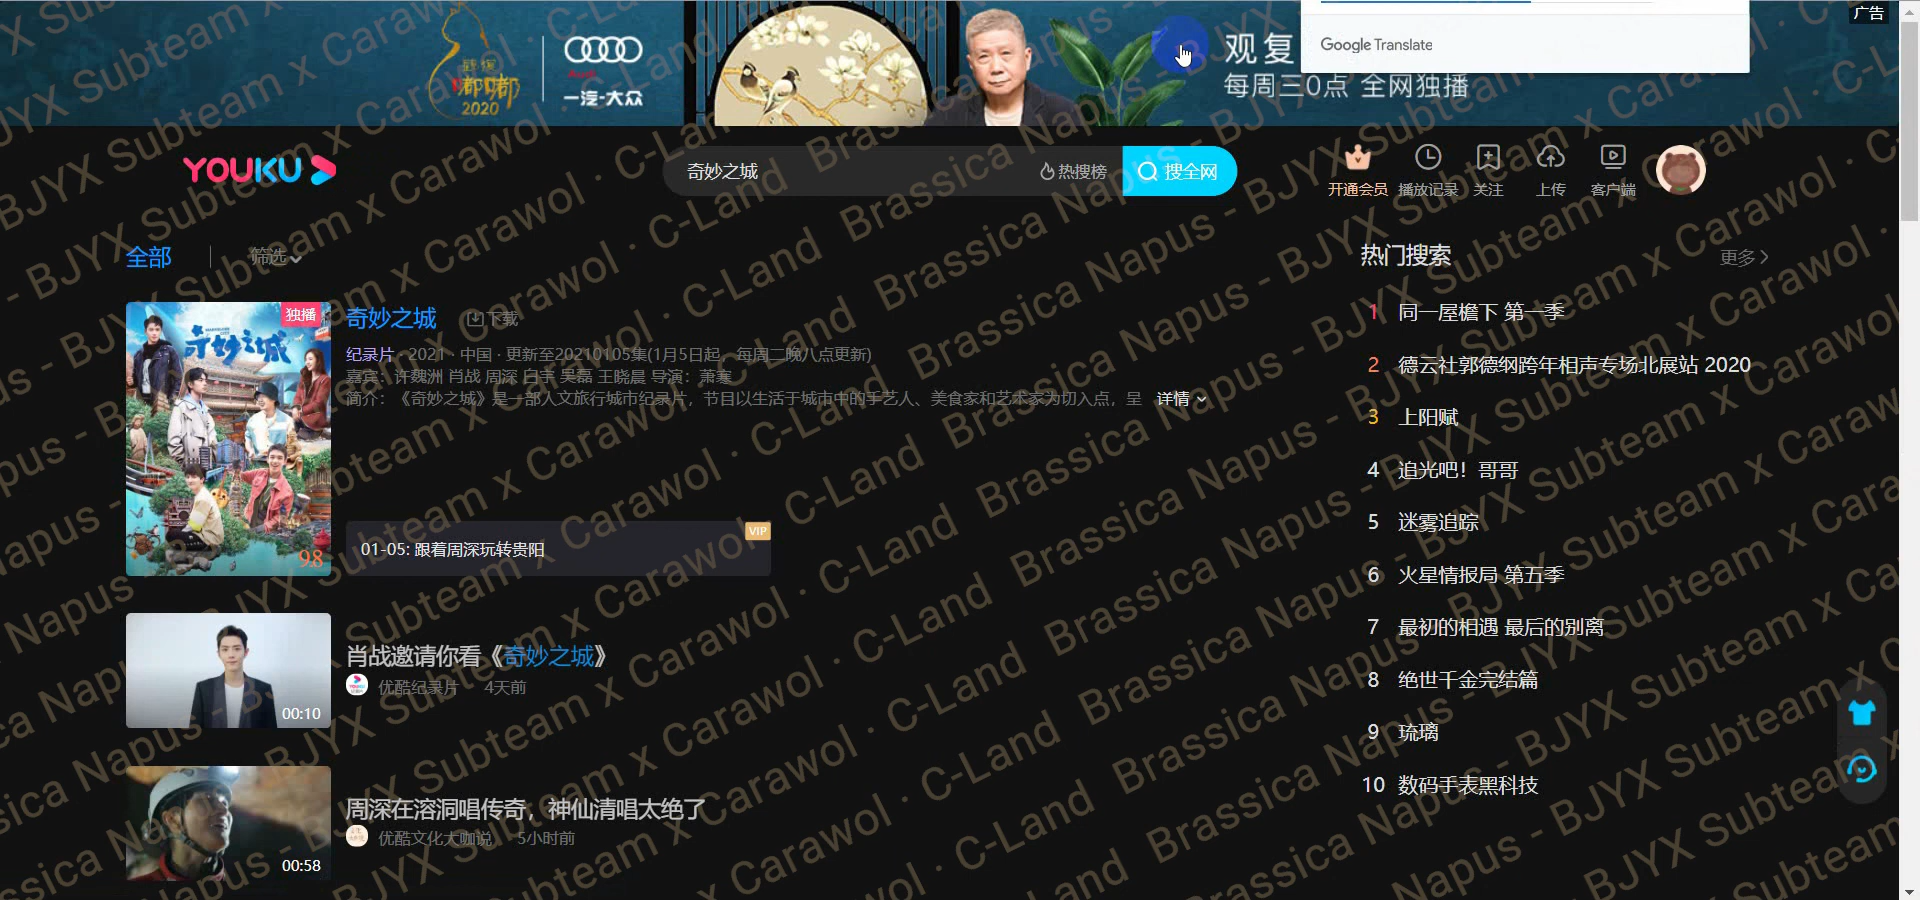 都嘟
2020
Audi
一汽-大众
观复
每周三0点 全网独播
Google Translate
广告
YOUKU
奇妙之城
热搜榜
搜全网
开通会员
播放记录
关注
上传
客户端
全部
筛选
独播
奇妙之城
9.8
奇妙之城
下载
纪录片 · 2021 · 中国 · 更新至20210105集(1月5日起，每周二晚八点更新)
嘉宾：许魏洲 肖战 周深 白宇 吴磊 王晓晨 导演：萧寒
简介：《奇妙之城》是一部人文旅行城市纪录片，节目以生活于城市中的手艺人、美食家和艺术家为切入点，呈 详情
VIP
01-05: 跟着周深玩转贵阳
00:10
肖战邀请你看《奇妙之城》
优酷纪录片 4天前
00:58
周深在溶洞唱传奇，神仙清唱太绝了
优酷文化大咖说 5小时前
热门搜索
更多
1 同一屋檐下 第一季
2 德云社郭德纲跨年相声专场北展站 2020
3 上阳赋
4 追光吧！哥哥
5 迷雾追踪
6 火星情报局 第五季
7 最初的相遇 最后的别离
8 绝世千金完结篇
9 琉璃
10 数码手表黑科技
Brassica Napus - BJYX Subteam x Carawol · C-Land